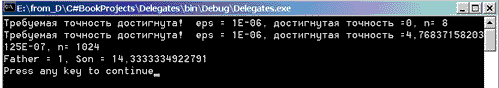 E:\from_D\C#BookProjects\Delegates\bin\Debug\Delegates.exe
Требуемая точность достигнута!  eps = 1E-06, достигнутая точность =0, n= 8
Требуемая точность достигнута!  eps = 1E-06, достигнутая точность =4,76837158203
125E-07, n= 1024
Father = 1, Son = 14,3333334922791
Press any key to continue